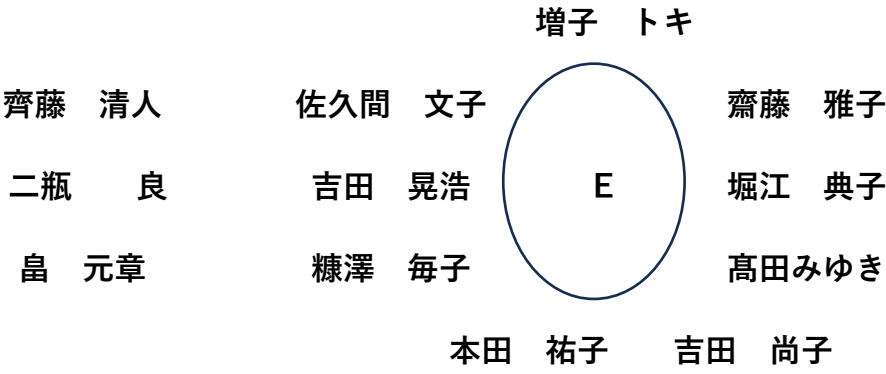 増子　トキ
齊藤　清人　佐久間　文子　齋藤　雅子
二瓶　　良　吉田　晃浩　E　堀江　典子
畠　元章　糠澤　毎子　髙田みゆき
本田　祐子　吉田　尚子